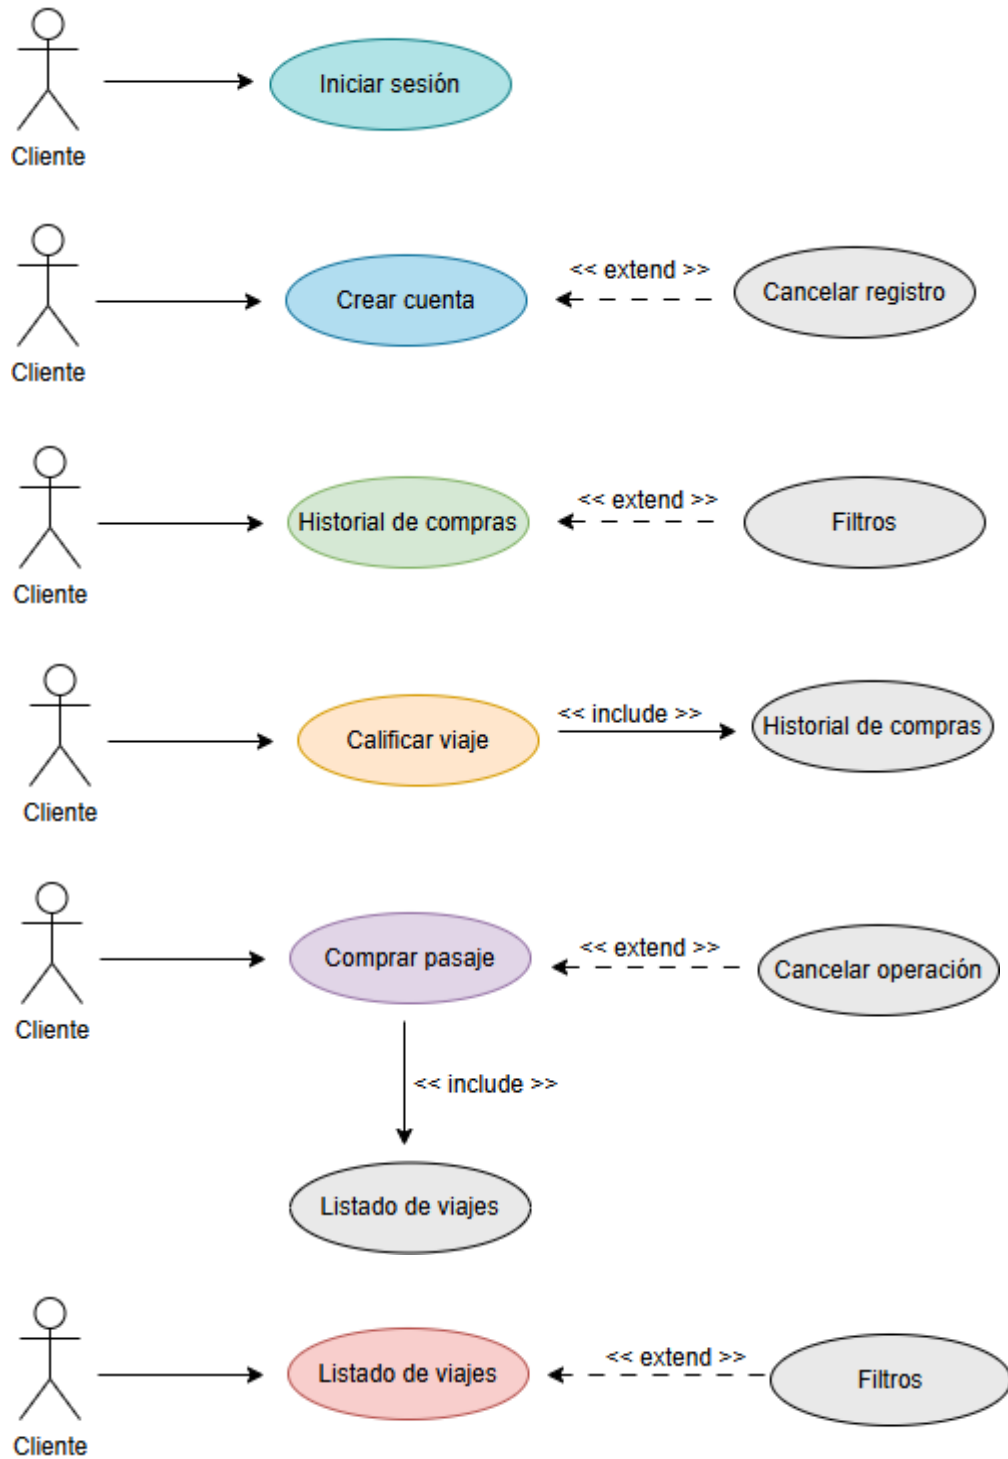 Iniciar sesión
Cliente
<< extend >>
Crear cuenta
Cancelar registro
Cliente
<< extend >>
Historial de compras
Filtros
Cliente
<< include >>
Calificar viaje
Historial de compras
Cliente
<< extend >>
Comprar pasaje
Cancelar operación
Cliente
<< include >>
Listado de viajes
<< extend >>
Listado de viajes
Filtros
Cliente